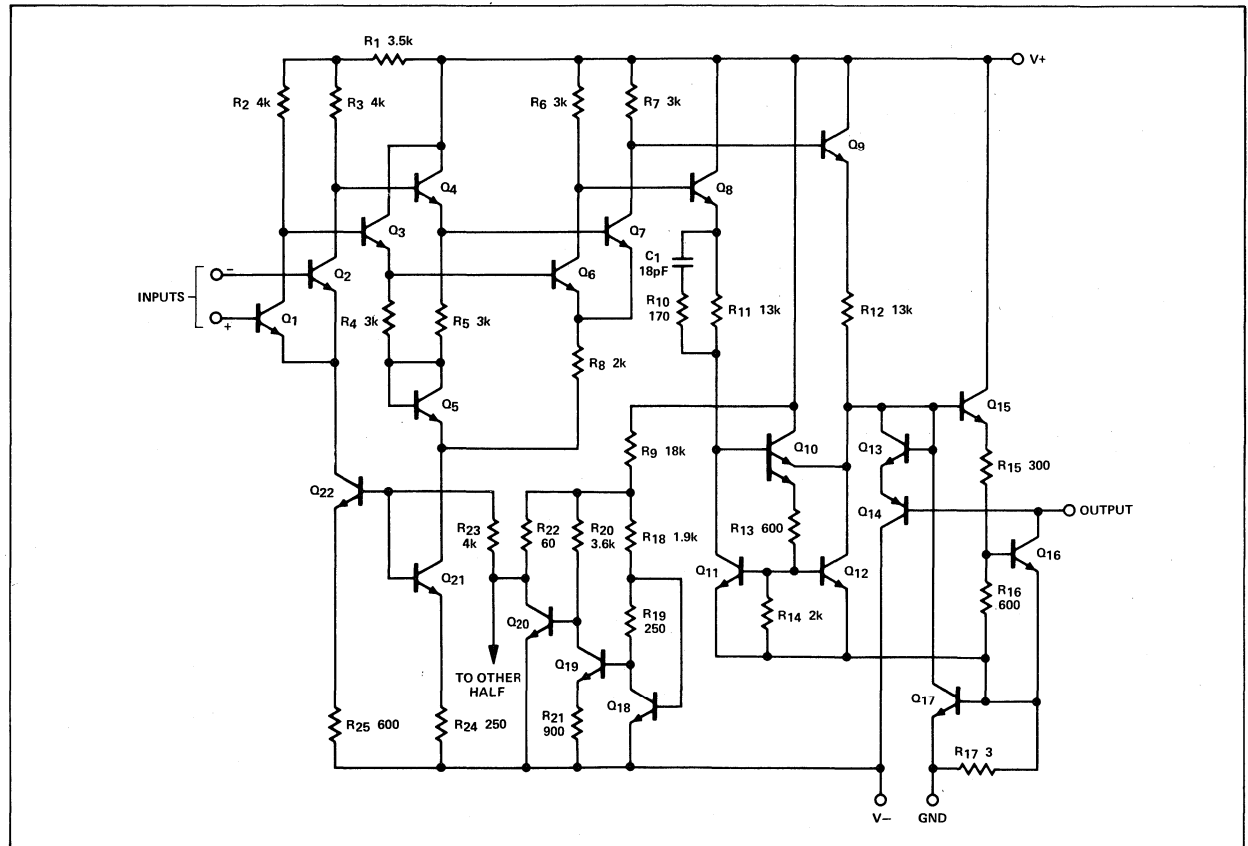 R1 3.5k
V+
R2 4k
R3 4k
R6 3k
R7 3k
Q9
Q4
Q8
Q3
Q7
C1
18pF
Q2
Q6
INPUTS
−
+
Q1
R4 3k
R5 3k
R10
170
R11 13k
R12 13k
R8 2k
Q5
Q15
R9 18k
Q10
Q13
R15 300
Q22
Q14
OUTPUT
R23
4k
R22
60
R20
3.6k
R18 1.9k
R13 600
Q16
Q21
Q11
Q12
R16
600
Q20
R19
250
R14 2k
TO OTHER
HALF
Q19
Q18
Q17
R25 600
R24 250
R21
900
R17 3
V−
GND